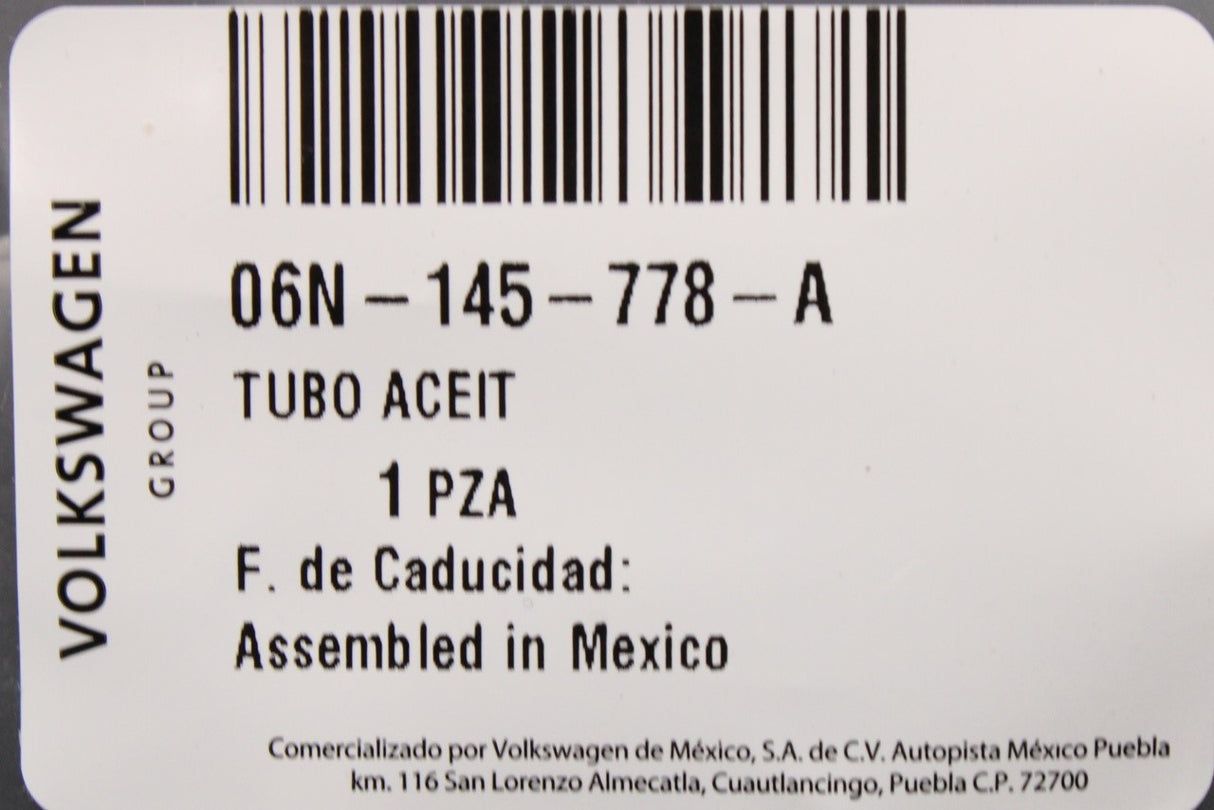 VOLKSWAGEN
GROUP
06N-145-778-A
TUBO ACEIT
1 PZA
F. de Caducidad:
Assembled in Mexico
Comercializado por Volkswagen de México, S.A. de C.V. Autopista México Puebla
km. 116 San Lorenzo Almecatla, Cuautlancingo, Puebla C.P. 72700